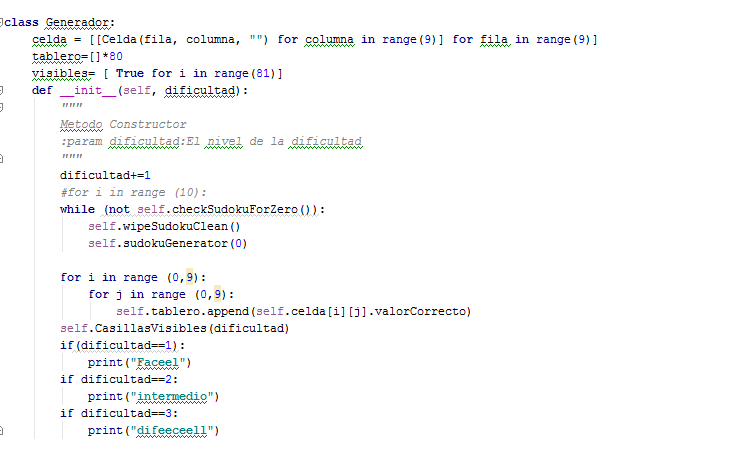 class Generador:
celda = [[Celda(fila, columna, "") for columna in range(9)] for fila in range(9)]
tablero=[]*80
visibles= [ True for i in range(81)]
def __init__(self, dificultad):
"""
Metodo Constructor
:param dificultad:El nivel de la dificultad
"""
dificultad+=1
#for i in range (10):
while (not self.checkSudokuForZero()):
self.wipeSudokuClean()
self.sudokuGenerator(0)
for i in range (0,9):
for j in range (0,9):
self.tablero.append(self.celda[i][j].valorCorrecto)
self.CasillasVisibles(dificultad)
if(dificultad==1):
print("Faceel")
if dificultad==2:
print("intermedio")
if dificultad==3:
print("difeeceell")